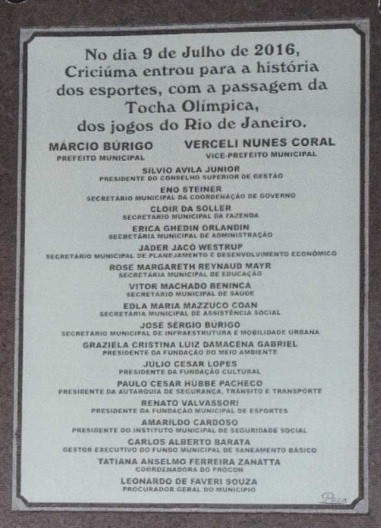 No dia 9 de Julho de 2016,
Criciúma entrou para a história
dos esportes, com a passagem da
Tocha Olímpica,
dos jogos do Rio de Janeiro.
MÁRCIO BÚRIGO VERCELI NUNES CORAL
PREFEITO MUNICIPAL VICE-PREFEITO MUNICIPAL
SILVIO AVILA JUNIOR
PRESIDENTE DO CONSELHO SUPERIOR DE GESTÃO
ENO STEINER
SECRETÁRIO MUNICIPAL DA COORDENAÇÃO DE GOVERNO
CLOIR DA SOLLER
SECRETÁRIO MUNICIPAL DA FAZENDA
ERICA GHEDIN ORLANDIN
SECRETÁRIA MUNICIPAL DE ADMINISTRAÇÃO
JADER JACÓ WESTRUP
SECRETÁRIO MUNICIPAL DE PLANEJAMENTO E DESENVOLVIMENTO ECONÔMICO
ROSE MARGARETH REYNAUD MAYR
SECRETÁRIA MUNICIPAL DE EDUCAÇÃO
VITOR MACHADO BENINCÁ
SECRETÁRIO MUNICIPAL DE SAÚDE
EDLA MARIA MAZZUCO COAN
SECRETÁRIA MUNICIPAL DE ASSISTÊNCIA SOCIAL
JOSÉ SÉRGIO BÚRIGO
SECRETÁRIO MUNICIPAL DE INFRAESTRUTURA E MOBILIDADE URBANA
GRAZIELA CRISTINA LUIZ DAMACENA GABRIEL
PRESIDENTE DA FUNDAÇÃO DO MEIO AMBIENTE
JÚLIO CESAR LOPES
PRESIDENTE DA FUNDAÇÃO CULTURAL
PAULO CESAR HÜBBE PACHECO
PRESIDENTE DA AUTARQUIA DE SEGURANÇA, TRÂNSITO E TRANSPORTE
RENATO VALVASSORI
PRESIDENTE DA FUNDAÇÃO MUNICIPAL DE ESPORTES
AMARILDO CARDOSO
PRESIDENTE DO INSTITUTO MUNICIPAL DE SEGURIDADE SOCIAL
CARLOS ALBERTO BARATA
GESTOR EXECUTIVO DO FUNDO MUNICIPAL DE SANEAMENTO BÁSICO
TATIANA ANSELMO FERREIRA ZANATTA
COORDENADORA DO PROCON
LEONARDO DE FAVERI SOUZA
PROCURADOR GERAL DO MUNICÍPIO